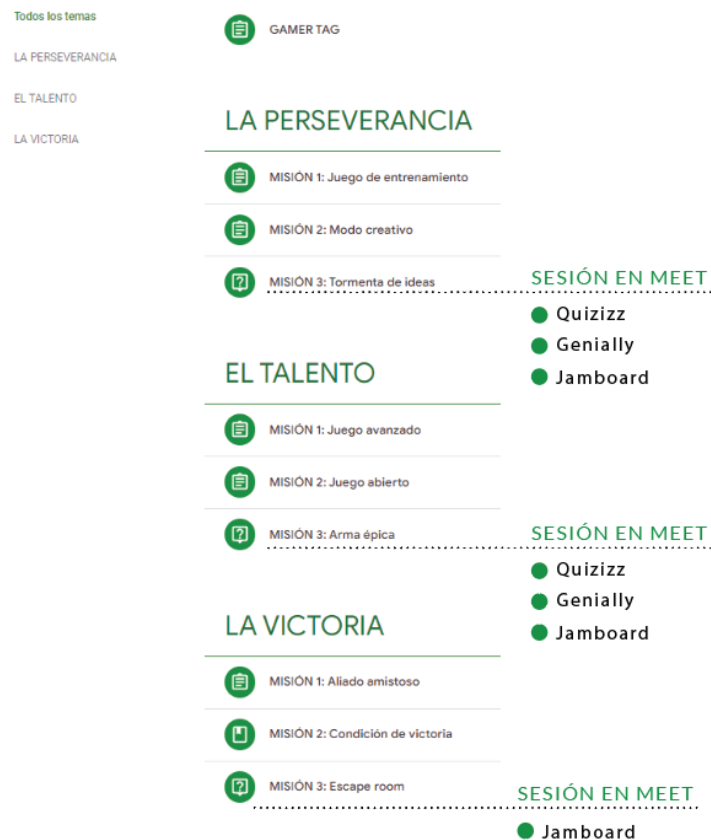 Todos los temas
LA PERSEVERANCIA
EL TALENTO
LA VICTORIA
GAMER TAG
LA PERSEVERANCIA
MISIÓN 1: Juego de entrenamiento
MISIÓN 2: Modo creativo
MISIÓN 3: Tormenta de ideas
SESIÓN EN MEET
Quizizz
Genially
Jamboard
EL TALENTO
MISIÓN 1: Juego avanzado
MISIÓN 2: Juego abierto
MISIÓN 3: Arma épica
SESIÓN EN MEET
Quizizz
Genially
Jamboard
LA VICTORIA
MISIÓN 1: Aliado amistoso
MISIÓN 2: Condición de victoria
MISIÓN 3: Escape room
SESIÓN EN MEET
Jamboard